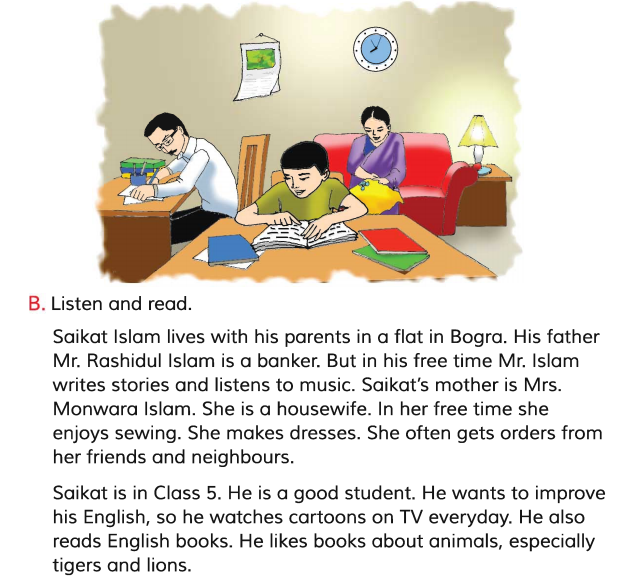 B. Listen and read.
Saikat Islam lives with his parents in a flat in Bogra. His father
Mr. Rashidul Islam is a banker. But in his free time Mr. Islam
writes stories and listens to music. Saikat's mother is Mrs.
Monwara Islam. She is a housewife. In her free time she
enjoys sewing. She makes dresses. She often gets orders from
her friends and neighbours.
Saikat is in Class 5. He is a good student. He wants to improve
his English, so he watches cartoons on TV everyday. He also
reads English books. He likes books about animals, especially
tigers and lions.